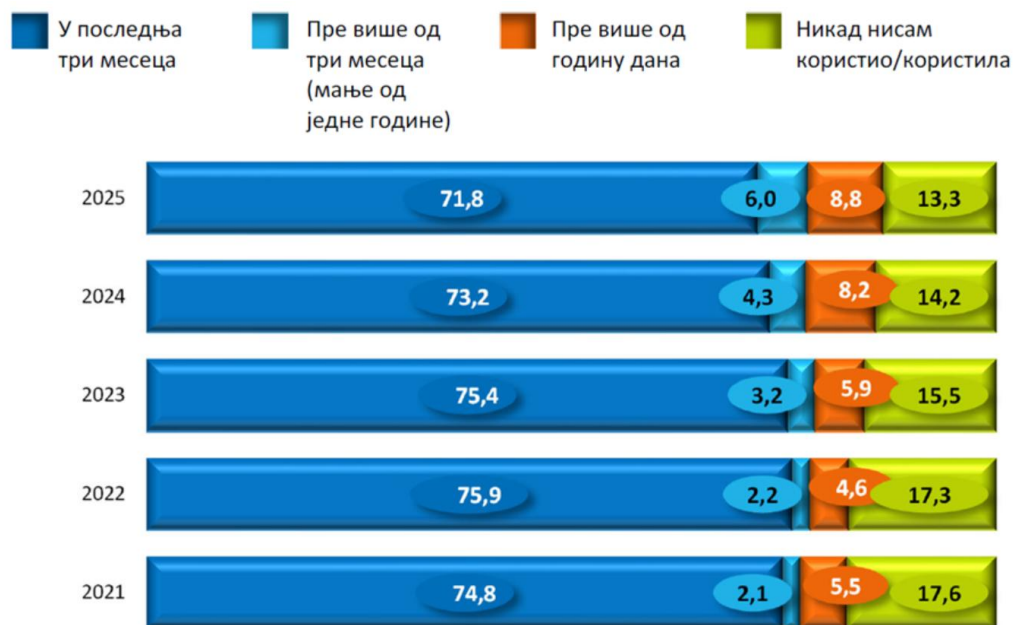 У последња
три месеца
Пре више од
три месеца
(мање од
једне године)
Пре више од
годину дана
Никад нисам
користио/користила
2025 71,8 6,0 8,8 13,3
2024 73,2 4,3 8,2 14,2
2023 75,4 3,2 5,9 15,5
2022 75,9 2,2 4,6 17,3
2021 74,8 2,1 5,5 17,6